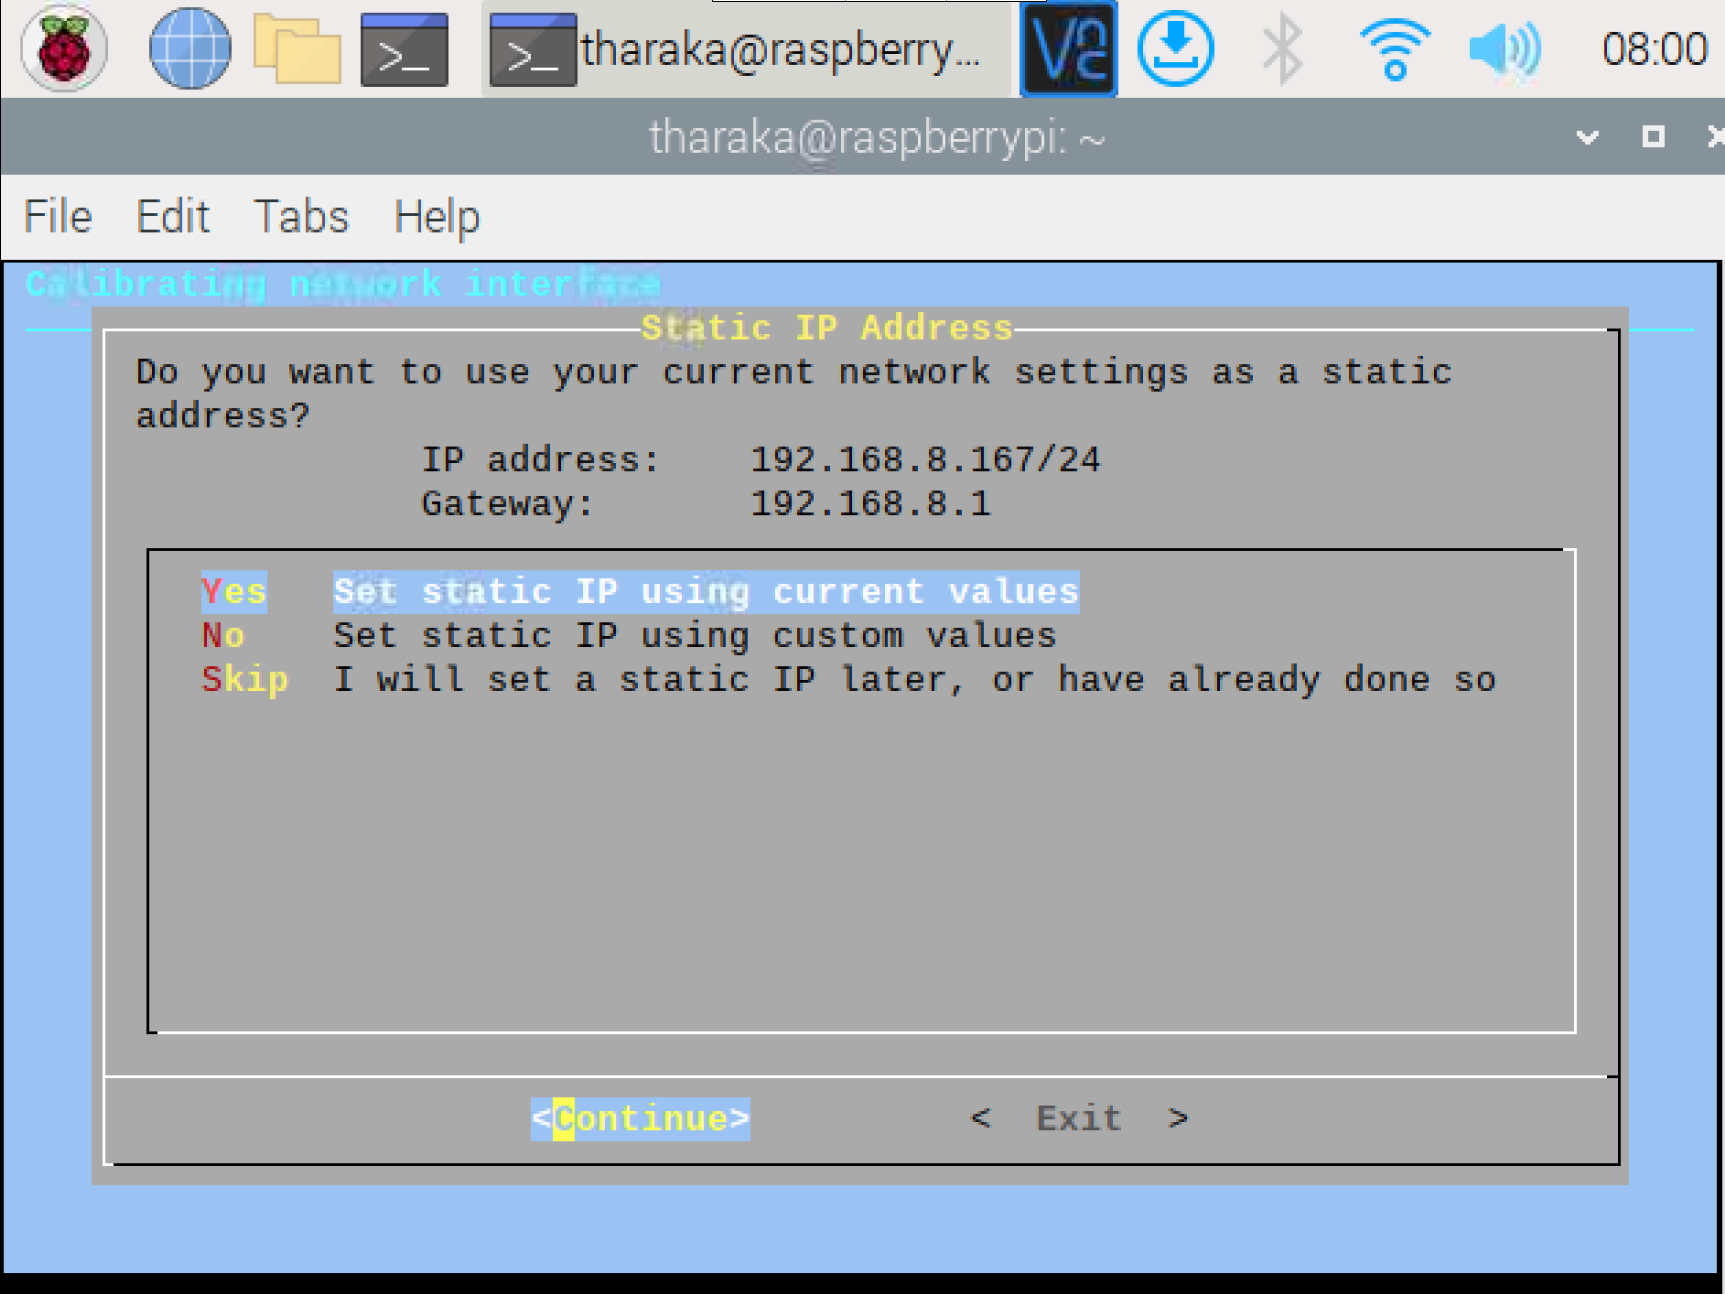 tharaka@raspberry...
08:00
tharaka@raspberrypi: ~
File Edit Tabs Help
Calibrating network interface
Static IP Address
Do you want to use your current network settings as a static
address?
IP address: 192.168.8.167/24
Gateway: 192.168.8.1
Yes Set static IP using current values
No Set static IP using custom values
Skip I will set a static IP later, or have already done so
<Continue> < Exit >